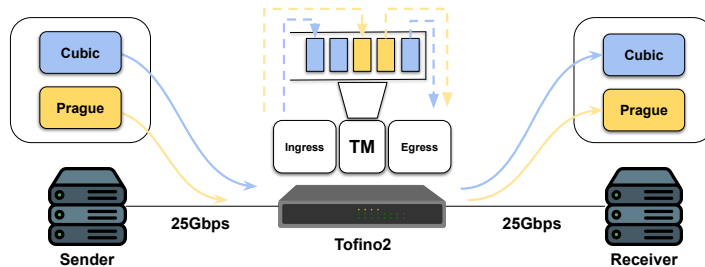 Cubic
Prague
Cubic
Prague
Ingress
TM
Egress
25Gbps
25Gbps
Sender
Tofino2
Receiver